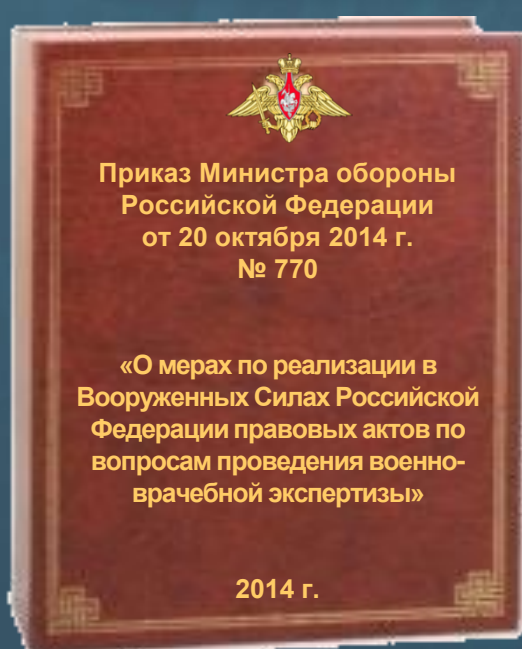 Приказ Министра обороны
Российской Федерации
от 20 октября 2014 г.
№ 770
«О мерах по реализации в
Вооруженных Силах Российской
Федерации правовых актов по
вопросам проведения военно-
врачебной экспертизы»
2014 г.